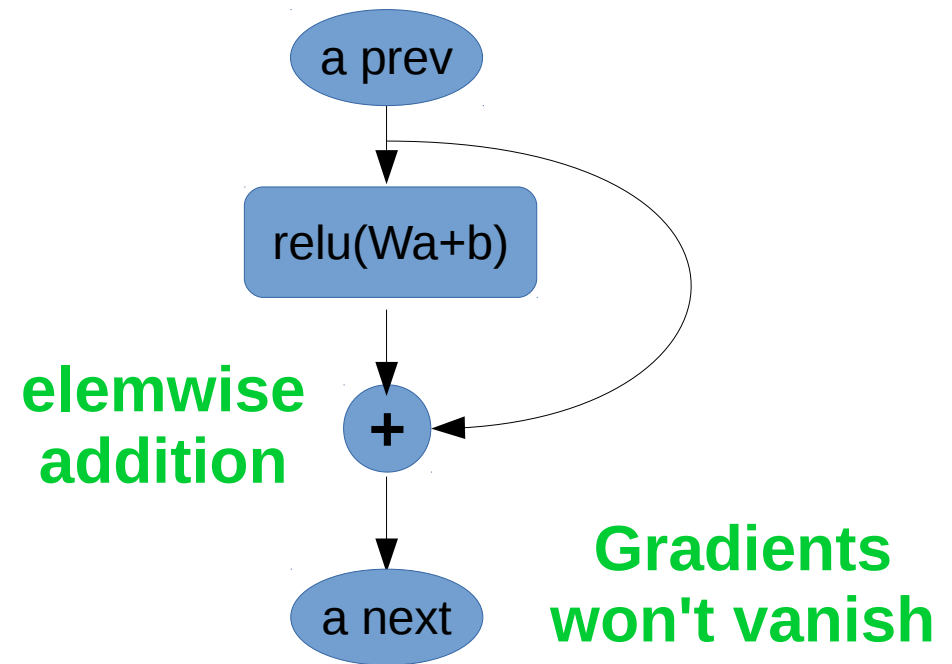 a prev
relu(Wa+b)
elemwise
addition
+
Gradients
won't vanish
a next